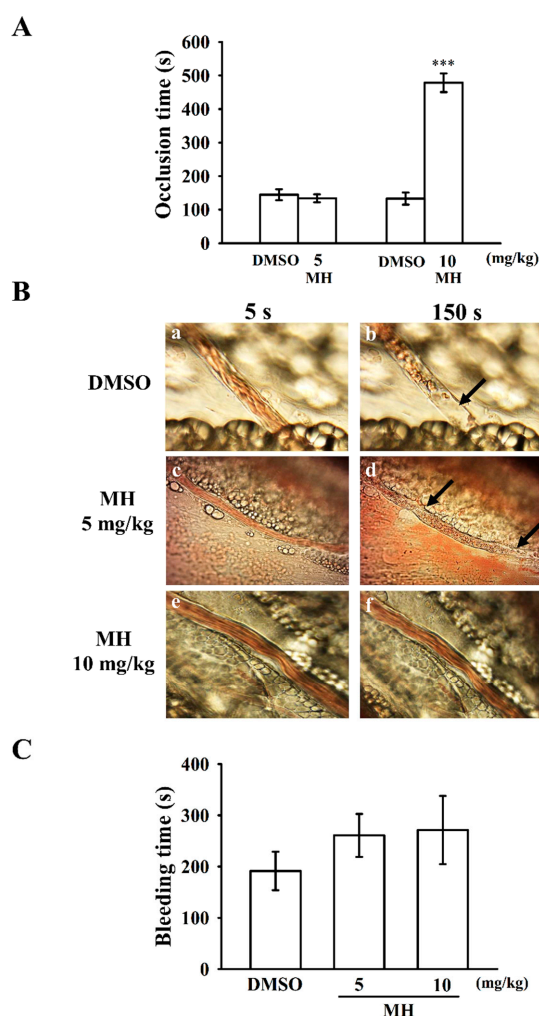 A
Occlusion time (s)
600
500
400
300
200
100
0
***
DMSO 5 DMSO 10 (mg/kg)
MH MH
B
5 s 150 s
DMSO
a b
MH
5 mg/kg
c d
MH
10 mg/kg
e f
C
Bleeding time (s)
400
300
200
100
0
DMSO 5 10 (mg/kg)
MH